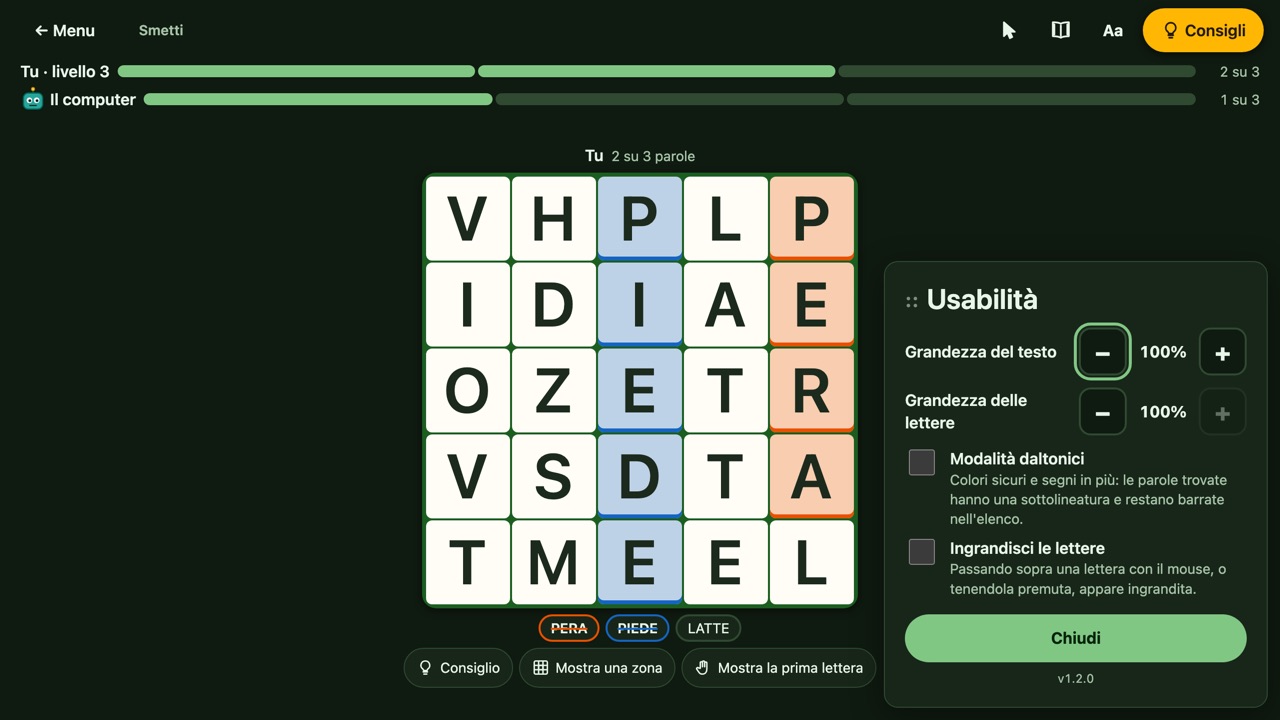 ← Menu
Smetti
Aa
Consigli
Tu · livello 3
2 su 3
Il computer
1 su 3
Tu 2 su 3 parole
V H P L P
I D I A E
O Z E T R
V S D T A
T M E E L
PERA PIEDE LATTE
Consiglio
Mostra una zona
Mostra la prima lettera
Usabilità
Grandezza del testo
− 100% +
Grandezza delle
lettere
− 100% +
Modalità daltonici
Colori sicuri e segni in più: le parole trovate
hanno una sottolineatura e restano barrate
nell'elenco.
Ingrandisci le lettere
Passando sopra una lettera con il mouse, o
tenendola premuta, appare ingrandita.
Chiudi
v1.2.0